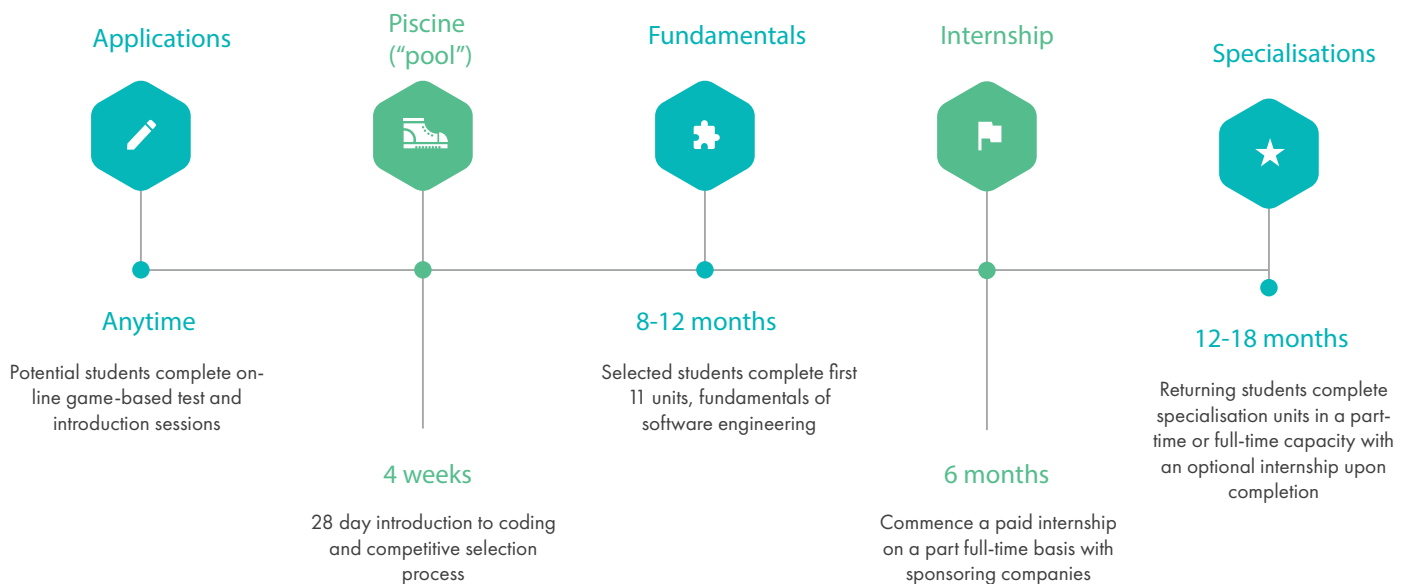 Applications
Anytime
Potential students complete on-
line game-based test and
introduction sessions
Piscine
(“pool”)
4 weeks
28 day introduction to coding
and competitive selection
process
Fundamentals
8-12 months
Selected students complete first
11 units, fundamentals of
software engineering
Internship
6 months
Commence a paid internship
on a part full-time basis with
sponsoring companies
Specialisations
12-18 months
Returning students complete
specialisation units in a part-
time or full-time capacity with
an optional internship upon
completion